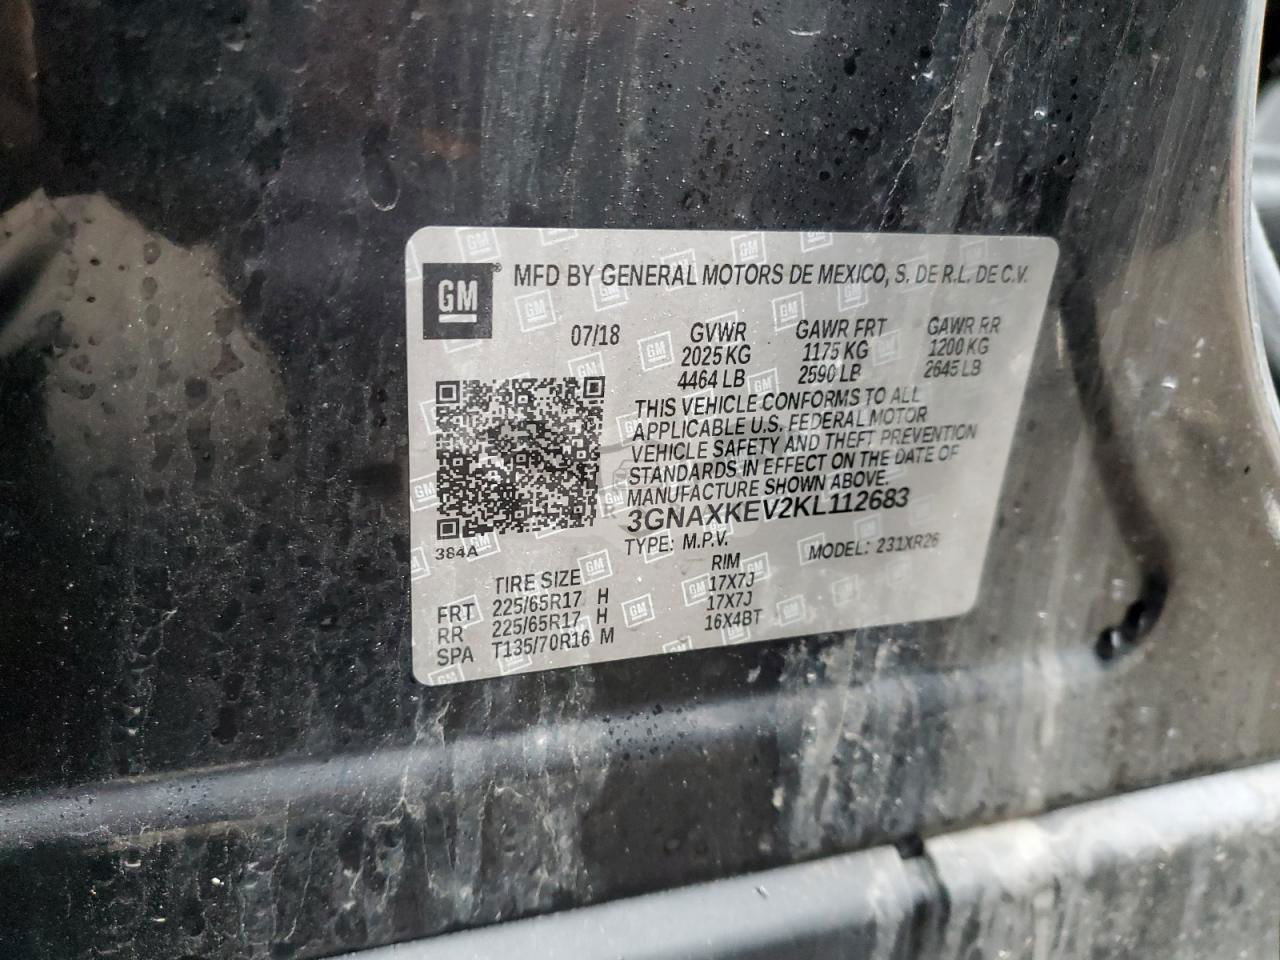 GM ® MFD BY GENERAL MOTORS DE MEXICO, S. DE R.L. DE C.V.
07/18 GVWR GAWR FRT GAWR RR
2025 KG 1175 KG 1200 KG
4464 LB 2590 LB 2645 LB
THIS VEHICLE CONFORMS TO ALL
APPLICABLE U.S. FEDERAL MOTOR
VEHICLE SAFETY AND THEFT PREVENTION
STANDARDS IN EFFECT ON THE DATE OF
MANUFACTURE SHOWN ABOVE.
3GNAXKEV2KL112683
384A
TYPE: M.P.V. MODEL: 231XR26
TIRE SIZE RIM
FRT 225/65R17 H 17X7J
RR 225/65R17 H 17X7J
SPA T135/70R16 M 16X4BT